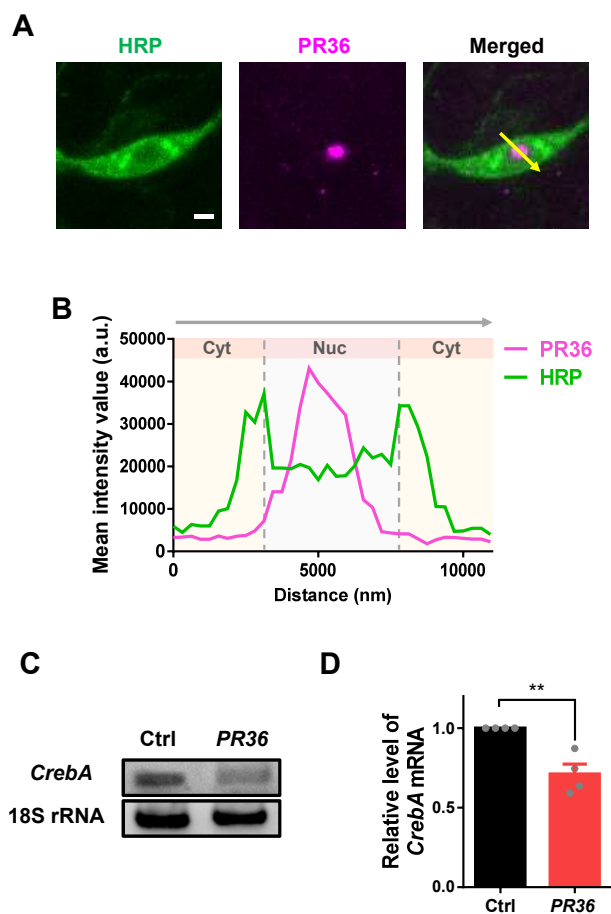 A
HRP PR36 Merged
B
50000
40000
30000
20000
10000
0
Mean intensity value (a.u.)
Cyt Nuc Cyt
PR36
HRP
0 5000 10000
Distance (nm)
C
Ctrl PR36
CrebA
18S rRNA
D
**
Relative level of
CrebA mRNA
1.0
0.5
0.0
Ctrl PR36